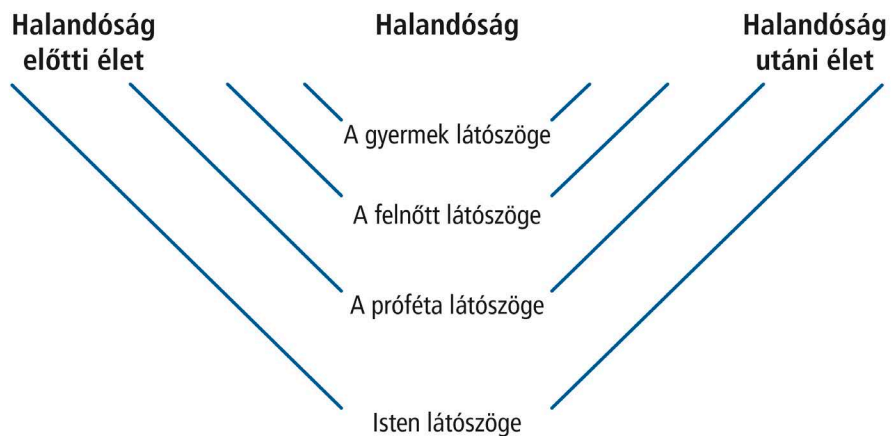 Halandóság
előtti élet
Halandóság
Halandóság
utáni élet
A gyermek látószöge
A felnőtt látószöge
A próféta látószöge
Isten látószöge